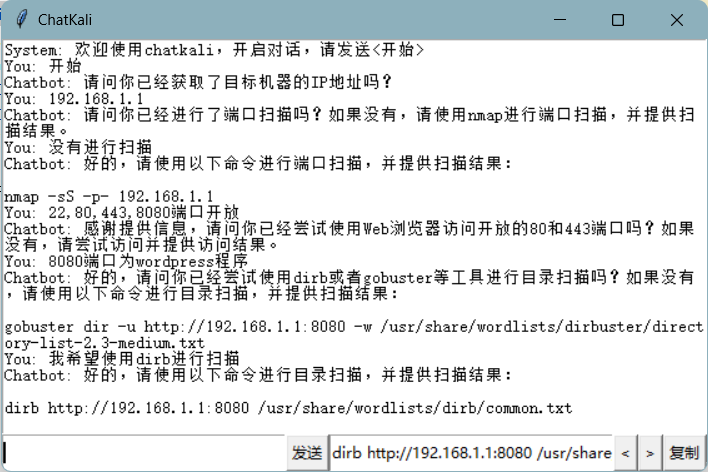 ChatKali
System: 欢迎使用chatkali，开启对话，请发送<开始>
You: 开始
Chatbot: 请问你已经获取了目标机器的IP地址吗？
You: 192.168.1.1
Chatbot: 请问你已经进行了端口扫描吗？如果没有，请使用nmap进行端口扫描，并提供扫
描结果。
You: 没有进行扫描
Chatbot: 好的，请使用以下命令进行端口扫描，并提供扫描结果：
nmap -sS -p- 192.168.1.1
You: 22,80,443,8080端口开放
Chatbot: 感谢提供信息，请问你已经尝试使用Web浏览器访问开放的80和443端口吗？如果
没有，请尝试访问并提供访问结果。
You: 8080端口为wordpress程序
Chatbot: 好的，请问你已经尝试使用dirb或者gobuster等工具进行目录扫描吗？如果没有
，请使用以下命令进行目录扫描，并提供扫描结果：
gobuster dir -u http://192.168.1.1:8080 -w /usr/share/wordlists/dirbuster/direct
ory-list-2.3-medium.txt
You: 我希望使用dirb进行扫描
Chatbot: 好的，请使用以下命令进行目录扫描，并提供扫描结果：
dirb http://192.168.1.1:8080 /usr/share/wordlists/dirb/common.txt
发送 dirb http://192.168.1.1:8080 /usr/share < > 复制